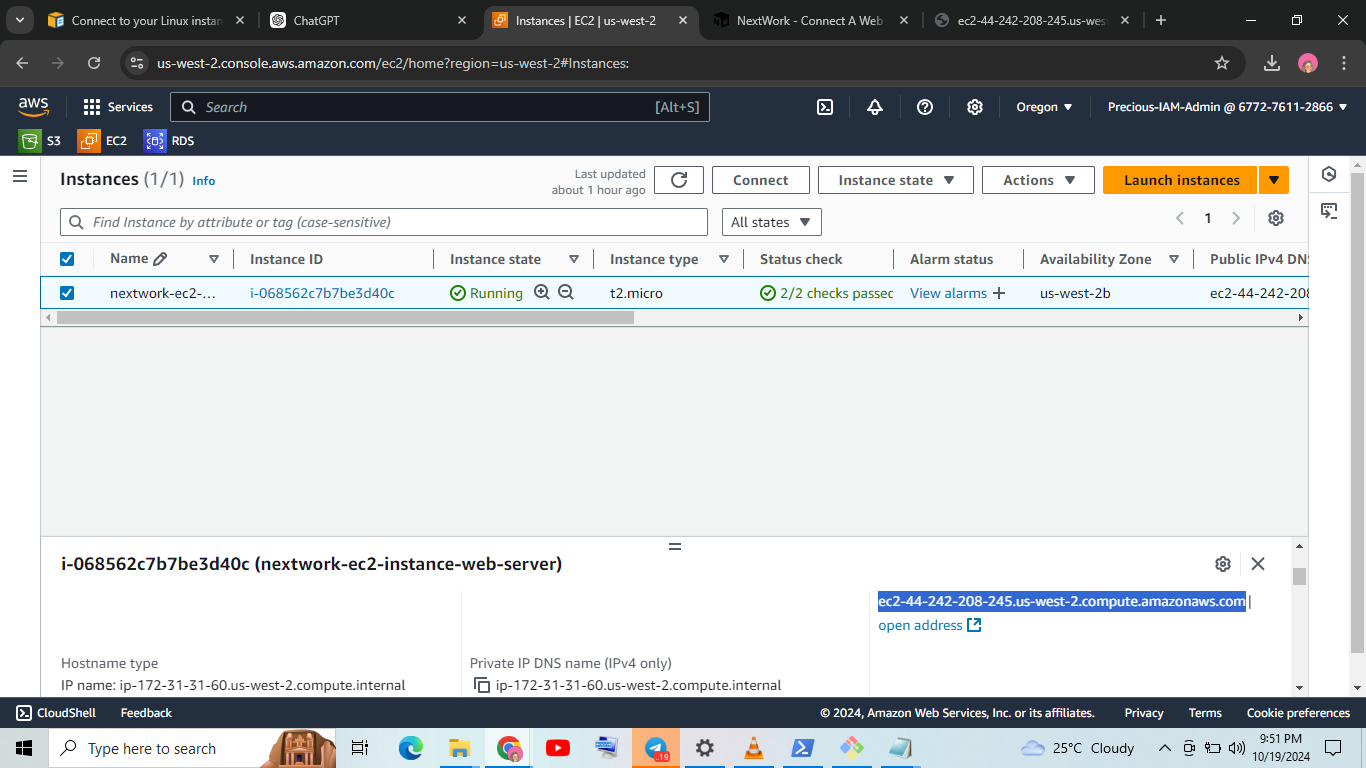 Connect to your Linux instan
ChatGPT
Instances | EC2 | us-west-2
NextWork - Connect A Web
ec2-44-242-208-245.us-wes
us-west-2.console.aws.amazon.com/ec2/home?region=us-west-2#Instances:
aws
Services
Search
[Alt+S]
Oregon
Precious-IAM-Admin @ 6772-7611-2866
S3
EC2
RDS
Instances (1/1) Info
Last updated
about 1 hour ago
Connect
Instance state
Actions
Launch instances
Find Instance by attribute or tag (case-sensitive)
All states
1
Name
Instance ID
Instance state
Instance type
Status check
Alarm status
Availability Zone
Public IPv4 DN
nextwork-ec2-...
i-068562c7b7be3d40c
Running
t2.micro
2/2 checks passec
View alarms
us-west-2b
ec2-44-242-208
i-068562c7b7be3d40c (nextwork-ec2-instance-web-server)
ec2-44-242-208-245.us-west-2.compute.amazonaws.com |
open address
Hostname type
Private IP DNS name (IPv4 only)
IP name: ip-172-31-31-60.us-west-2.compute.internal
ip-172-31-31-60.us-west-2.compute.internal
CloudShell
Feedback
© 2024, Amazon Web Services, Inc. or its affiliates.
Privacy
Terms
Cookie preferences
Type here to search
19
25°C Cloudy
9:51 PM
10/19/2024